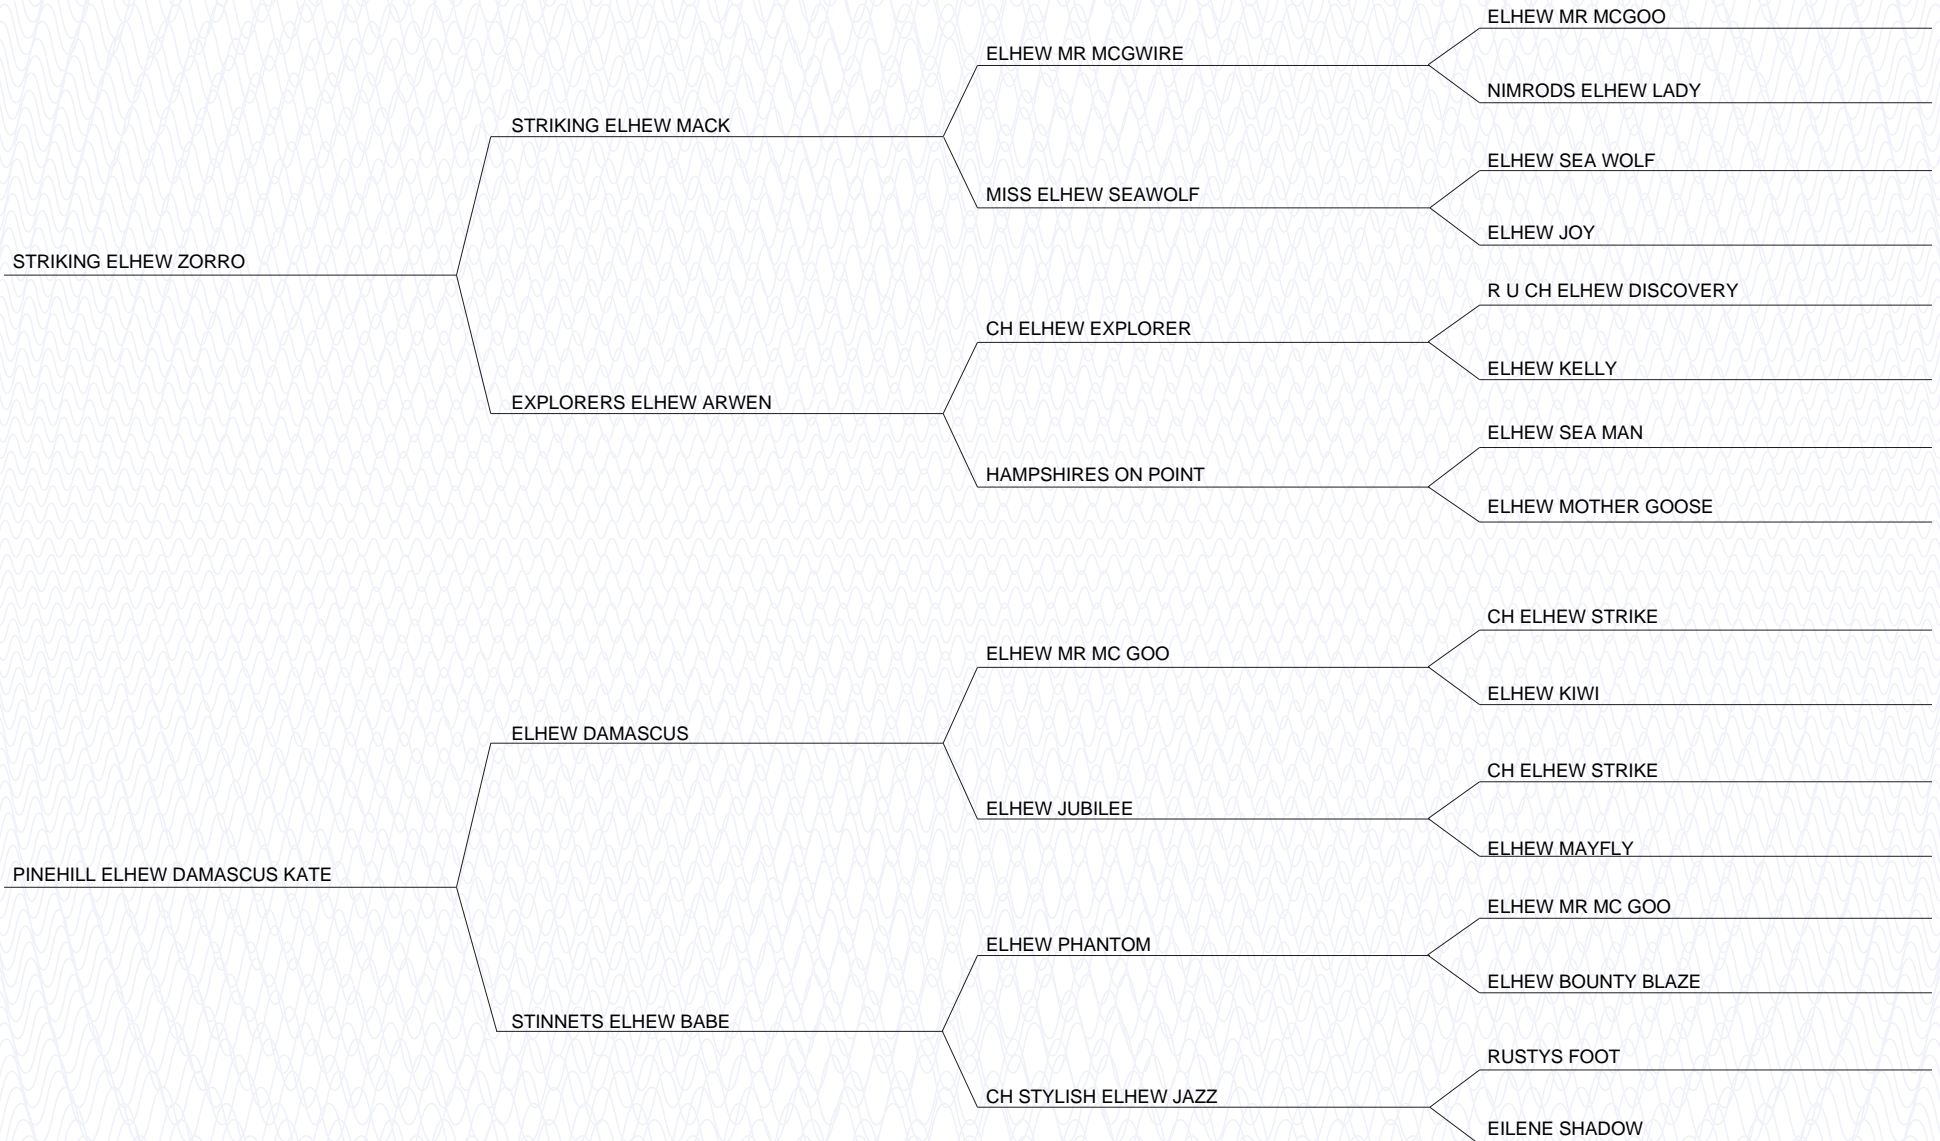 ELHEW MR MCGOO
ELHEW MR MCGWIRE
NIMRODS ELHEW LADY
STRIKING ELHEW MACK
ELHEW SEA WOLF
MISS ELHEW SEAWOLF
ELHEW JOY
STRIKING ELHEW ZORRO
R U CH ELHEW DISCOVERY
CH ELHEW EXPLORER
ELHEW KELLY
EXPLORERS ELHEW ARWEN
ELHEW SEA MAN
HAMPSHIRES ON POINT
ELHEW MOTHER GOOSE
CH ELHEW STRIKE
ELHEW MR MC GOO
ELHEW KIWI
ELHEW DAMASCUS
CH ELHEW STRIKE
ELHEW JUBILEE
ELHEW MAYFLY
PINEHILL ELHEW DAMASCUS KATE
ELHEW MR MC GOO
ELHEW PHANTOM
ELHEW BOUNTY BLAZE
STINNETS ELHEW BABE
RUSTYS FOOT
CH STYLISH ELHEW JAZZ
EILENE SHADOW